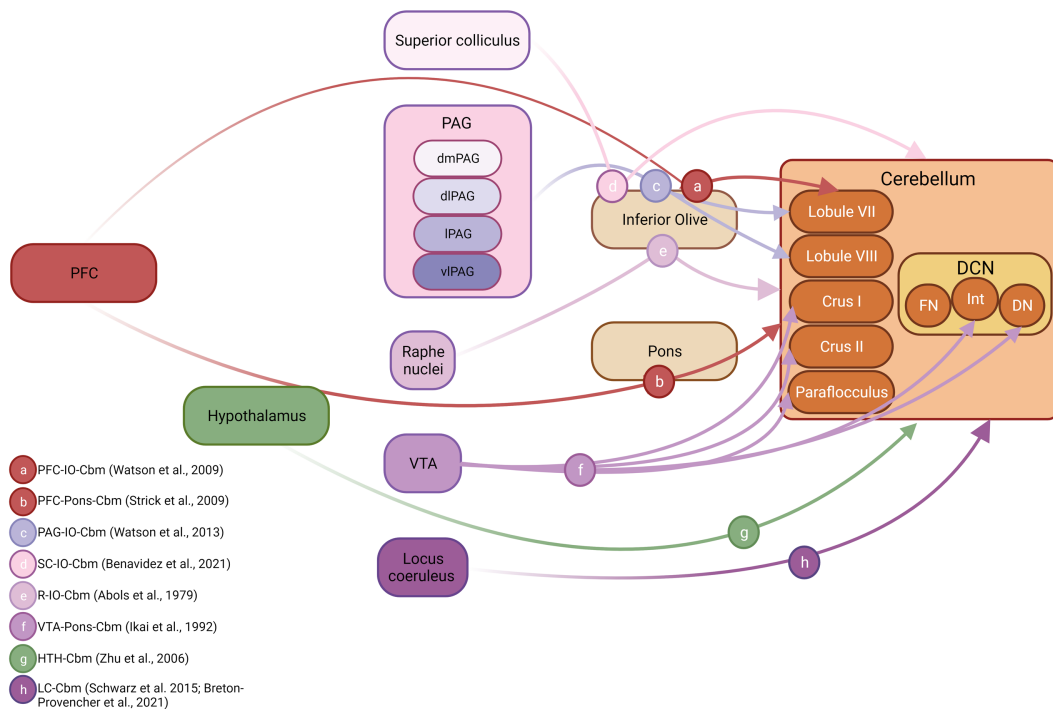 Superior colliculus
PAG
dmPAG
dlPAG
lPAG
vlPAG
d
c
a
Inferior Olive
e
Cerebellum
Lobule VII
Lobule VIII
Crus I
Crus II
Paraflocculus
DCN
FN
Int
DN
PFC
Raphe
nuclei
Pons
b
Hypothalamus
VTA
f
g
Locus
coeruleus
h
a PFC-IO-Cbm (Watson et al., 2009)
b PFC-Pons-Cbm (Strick et al., 2009)
c PAG-IO-Cbm (Watson et al., 2013)
d SC-IO-Cbm (Benavidez et al., 2021)
e R-IO-Cbm (Abols et al., 1979)
f VTA-Pons-Cbm (Ikai et al., 1992)
g HTH-Cbm (Zhu et al., 2006)
h LC-Cbm (Schwarz et al. 2015; Breton-
Provencher et al., 2021)